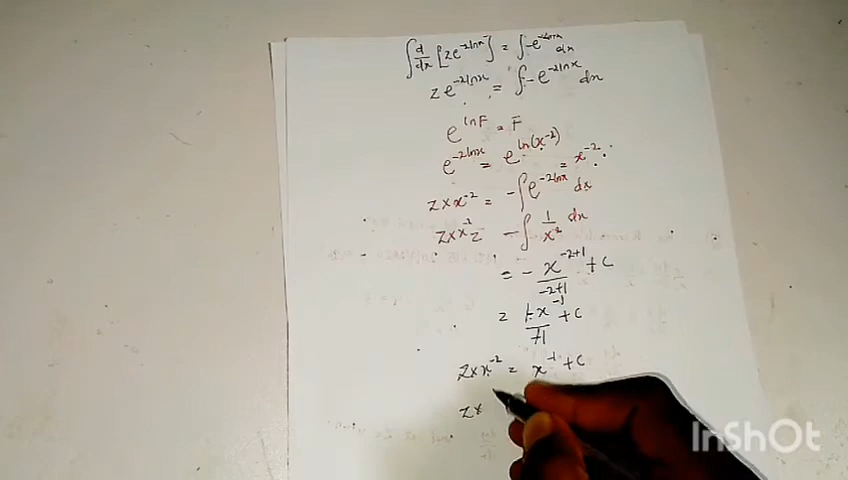 ∫ d/dx [ze^{-2lnx}] = ∫ -e^{-2lnx} dx
z e^{-2lnx} = ∫ -e^{-2lnx} dx
e^{lnF} = F
e^{-2lnx} = e^{ln(x^{-2})} = x^{-2}
z × x^{-2} = -∫ e^{-2lnx} dx
z × x^{-2} = -∫ 1/x^2 dx
= - x^{-2+1}/(-2+1) + C
= -x^{-1}/-1 + C
z × x^{-2} = x^{-1} + C
z ×
InShOt